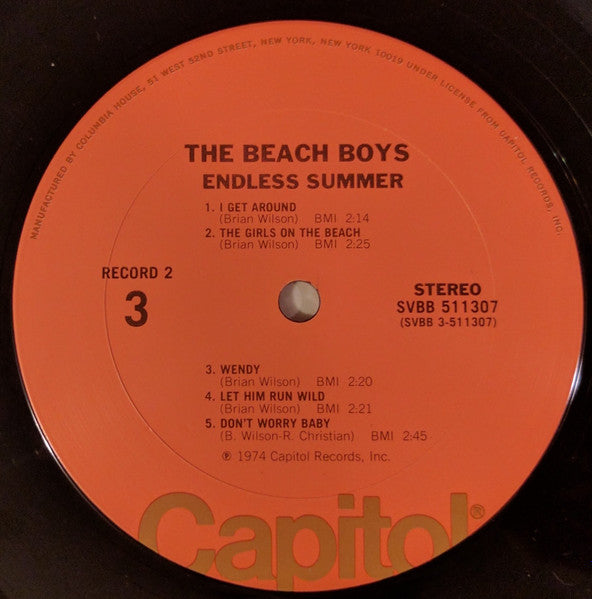 MANUFACTURED BY COLUMBIA HOUSE, 51 WEST 52ND STREET, NEW YORK, NEW YORK 10019 UNDER LICENSE FROM CAPITOL RECORDS, INC.
THE BEACH BOYS
ENDLESS SUMMER
1. I GET AROUND
(Brian Wilson) BMI 2:14
2. THE GIRLS ON THE BEACH
(Brian Wilson) BMI 2:25
RECORD 2
3
STEREO
SVBB 511307
(SVBB 3-511307)
3. WENDY
(Brian Wilson) BMI 2:20
4. LET HIM RUN WILD
(Brian Wilson) BMI 2:21
5. DON'T WORRY BABY
(B. Wilson-R. Christian) BMI 2:45
℗ 1974 Capitol Records, Inc.
Capitol®